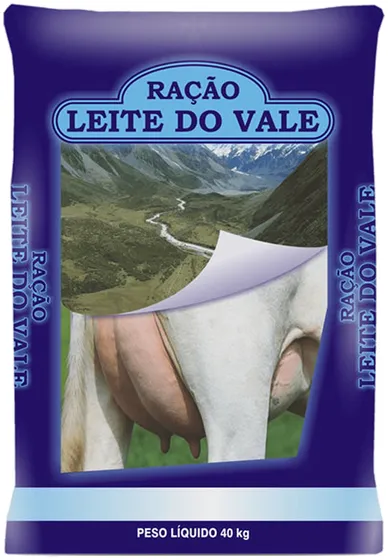 RAÇÃO
LEITE DO VALE
RAÇÃO
LEITE DO VALE
RAÇÃO
LEITE DO VALE
PESO LÍQUIDO 40 kg